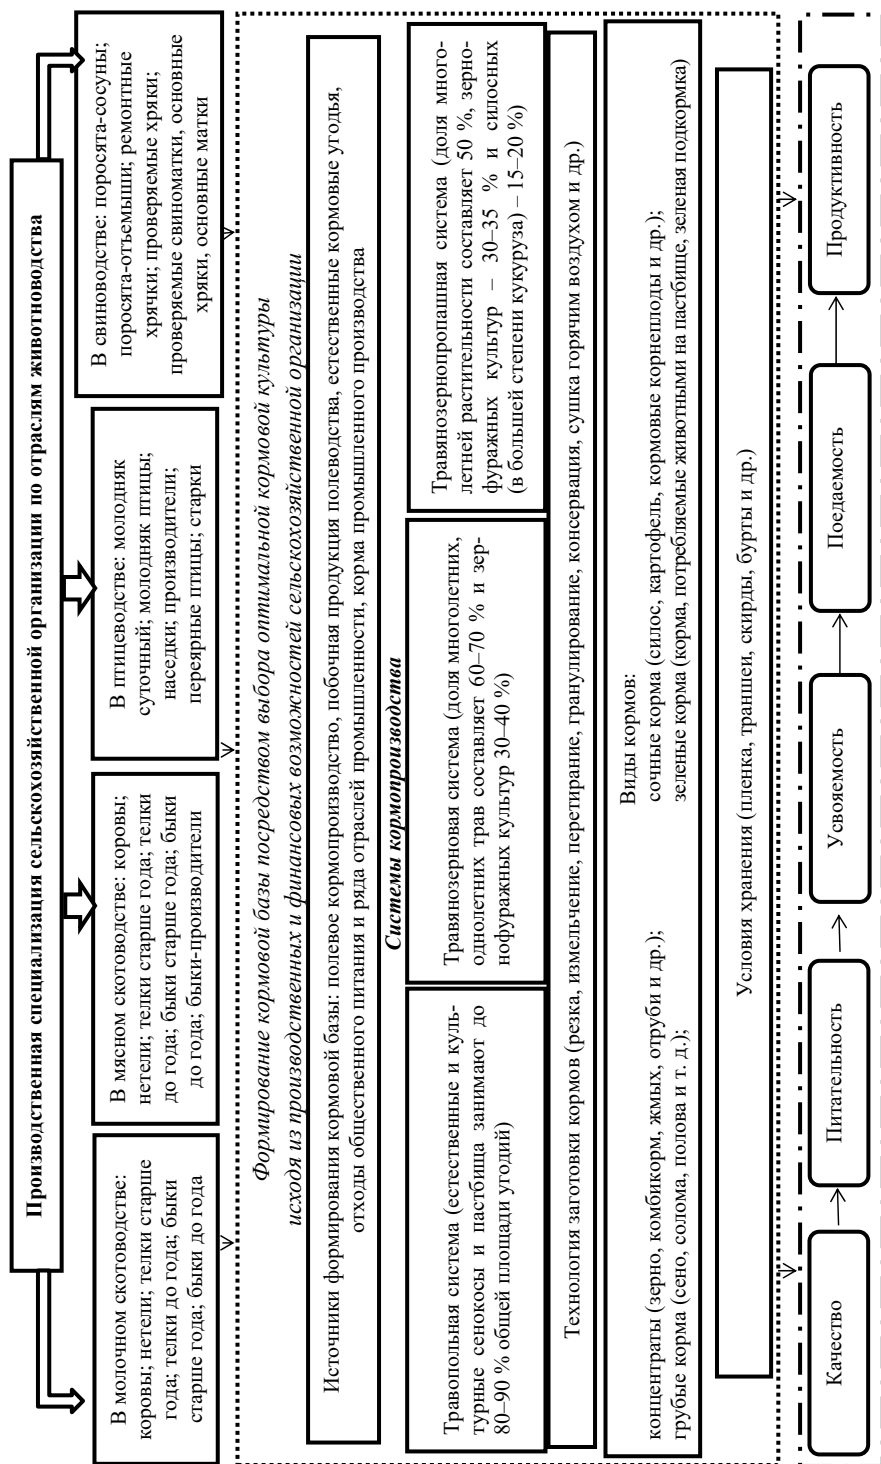 Производственная специализация сельскохозяйственной организации по отраслям животноводства
В молочном скотоводстве:
коровы; нетели; телки старше
года; телки до года; быки
старше года; быки до года
В мясном скотоводстве: коровы;
нетели; телки старше года; телки
до года; быки старше года; быки
до года; быки-производители
В птицеводстве: молодняк
суточный; молодняк птицы;
наседки; производители;
переярные птицы; старки
В свиноводстве: поросята-сосуны;
поросята-отъемыши; ремонтные
хрячки; проверяемые хряки;
проверяемые свиноматки, основные
хряки, основные матки
Формирование кормовой базы посредством выбора оптимальной кормовой культуры
исходя из производственных и финансовых возможностей сельскохозяйственной организации
Источники формирования кормовой базы: полевое кормопроизводство, побочная продукция полеводства, естественные кормовые угодья,
отходы общественного питания и ряда отраслей промышленности, корма промышленного производства
Системы кормопроизводства
Травопольная система (естественные и куль-
турные сенокосы и пастбища занимают до
80–90 % общей площади угодий)
Травянозерновая система (доля многолетних,
однолетних трав составляет 60–70 % и зер-
нофуражных культур 30–40 %)
Травянозернопропашная система (доля много-
летней растительности составляет 50 %, зерно-
фуражных культур – 30–35 % и силосных
(в большей степени кукуруза) – 15–20 %)
Технология заготовки кормов (резка, измельчение, перетирание, гранулирование, консервация, сушка горячим воздухом и др.)
Виды кормов:
концентраты (зерно, комбикорм, жмых, отруби и др.);
сочные корма (силос, картофель, кормовые корнеплоды и др.);
грубые корма (сено, солома, полова и т. д.);
зеленые корма (корма, потребляемые животными на пастбище, зеленая подкормка)
Условия хранения (пленка, траншеи, скирды, бурты и др.)
Качество
Питательность
Усвояемость
Поедаемость
Продуктивность